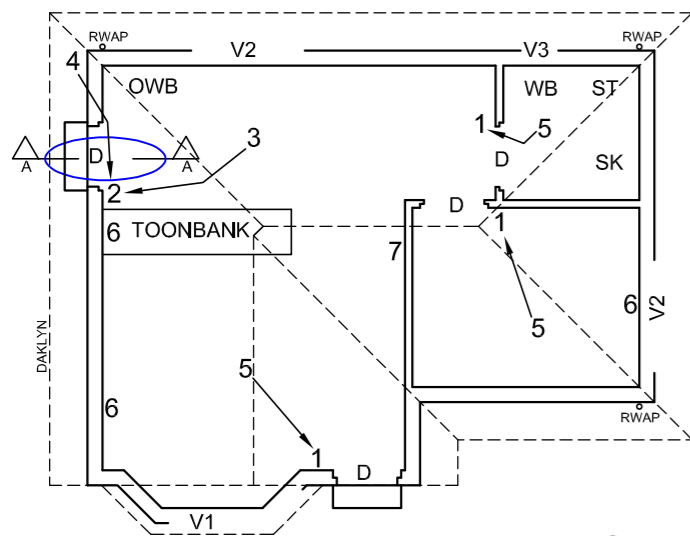 RWAP V2 V3 RWAP
4 OWB WB ST
1 5
3
A D A D SK
2
6 TOONBANK D 1
7
6 V2
5
DAKLYN
5
6
RWAP
1 D
V1